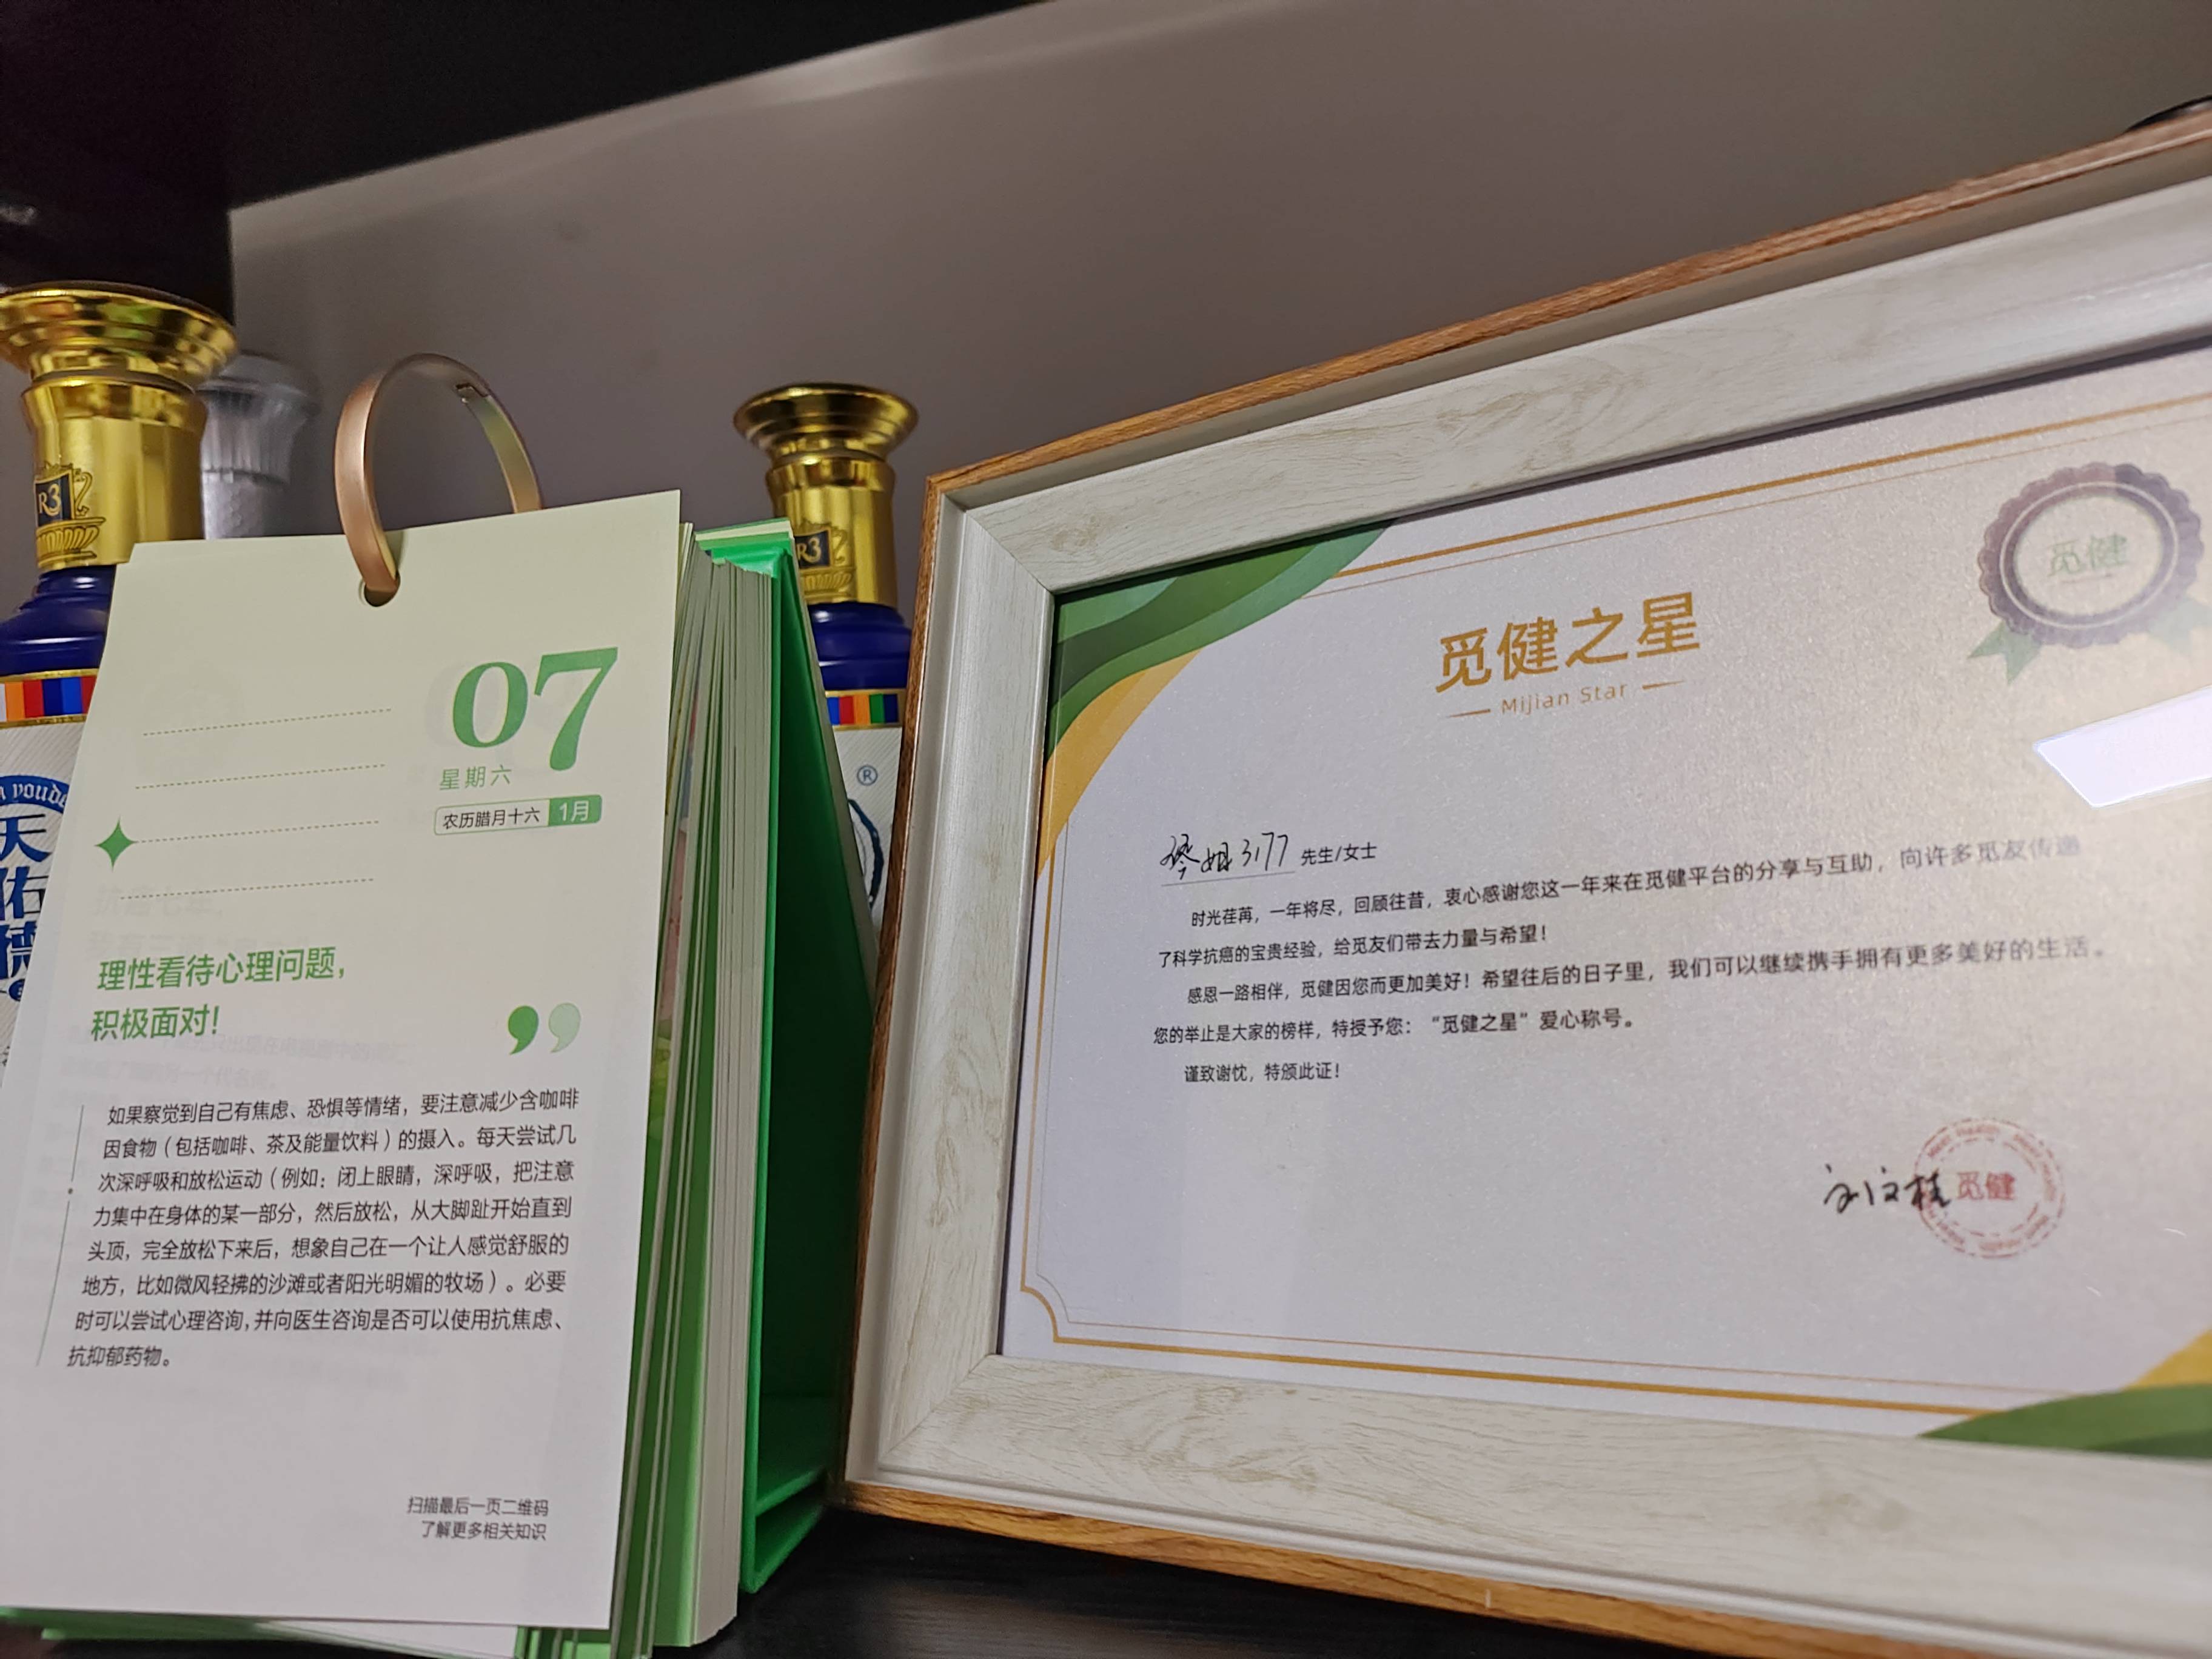 07
星期六
农历腊月十六 1月
理性看待心理问题，
积极面对！
如果察觉到自己有焦虑、恐惧等情绪，要注意减少含咖啡
因食物（包括咖啡、茶及能量饮料）的摄入。每天尝试几
次深呼吸和放松运动（例如：闭上眼睛，深呼吸，把注意
力集中在身体的某一部分，然后放松，从大脚趾开始直到
头顶，完全放松下来后，想象自己在一个让人感觉舒服的
地方，比如微风轻拂的沙滩或者阳光明媚的牧场）。必要
时可以尝试心理咨询，并向医生咨询是否可以使用抗焦虑、
抗抑郁药物。
扫描最后一页二维码
了解更多相关知识
R3
R3
®
天
佑
德
觅健
觅健之星
Mijian Star
3177 先生/女士
时光荏苒，一年将尽，回顾往昔，衷心感谢您这一年来在觅健平台的分享与互助，向许多觅友传递
了科学抗癌的宝贵经验，给觅友们带去力量与希望！
感恩一路相伴，觅健因您而更加美好！希望往后的日子里，我们可以继续携手拥有更多美好的生活。
您的举止是大家的榜样，特授予您：“觅健之星”爱心称号。
谨致谢忱，特颁此证！
觅健